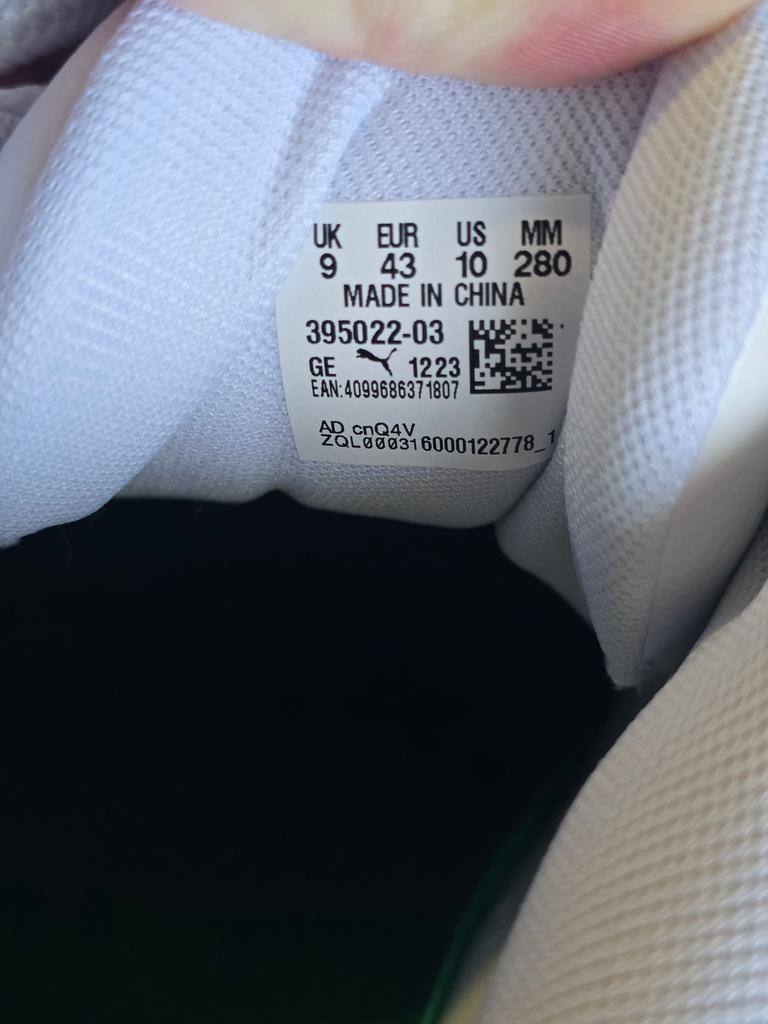 UK EUR US MM
9 43 10 280
MADE IN CHINA
395022-03
GE 1223
EAN:4099686371807
AD cnQ4V
ZQL000316000122778_1